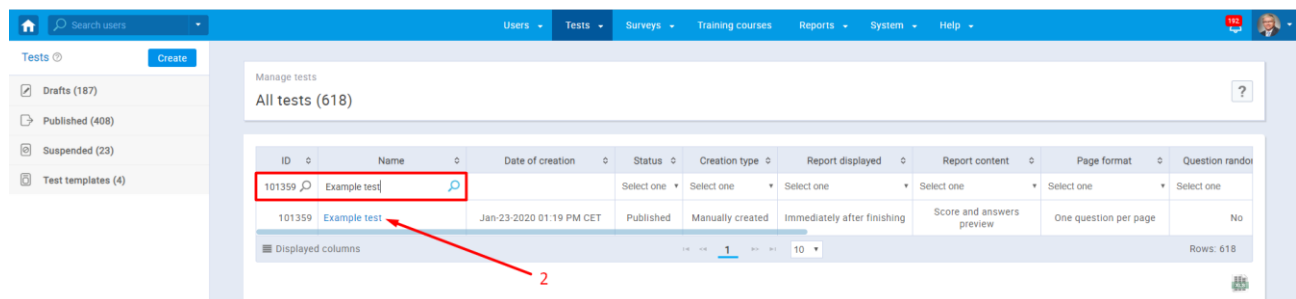 Search users
Users Tests Surveys Training courses Reports System Help
192
Tests
Create
Drafts (187)
Published (408)
Suspended (23)
Test templates (4)
Manage tests
All tests (618)
?
ID Name Date of creation Status Creation type Report displayed Report content Page format Question random
101359 Example test Select one Select one Select one Select one Select one Select one
101359 Example test Jan-23-2020 01:19 PM CET Published Manually created Immediately after finishing Score and answers preview One question per page No
Displayed columns 1 10 Rows: 618
2